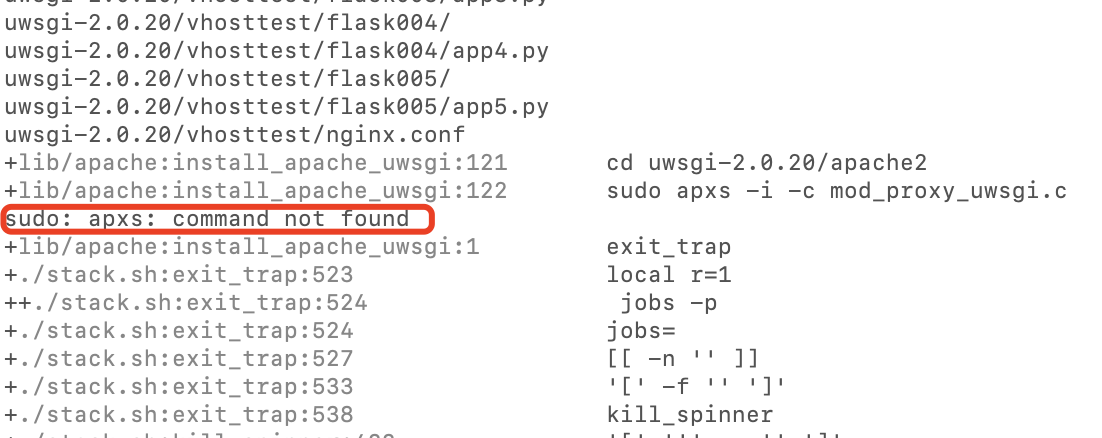 uwsgi-2.0.20/vhosttest/flask004/
uwsgi-2.0.20/vhosttest/flask004/app4.py
uwsgi-2.0.20/vhosttest/flask005/
uwsgi-2.0.20/vhosttest/flask005/app5.py
uwsgi-2.0.20/vhosttest/nginx.conf
+lib/apache:install_apache_uwsgi:121 cd uwsgi-2.0.20/apache2
+lib/apache:install_apache_uwsgi:122 sudo apxs -i -c mod_proxy_uwsgi.c
sudo: apxs: command not found
+lib/apache:install_apache_uwsgi:1 exit_trap
+./stack.sh:exit_trap:523 local r=1
++./stack.sh:exit_trap:524 jobs -p
+./stack.sh:exit_trap:524 jobs=
+./stack.sh:exit_trap:527 [[ -n '' ]]
+./stack.sh:exit_trap:533 '[' -f '' ']'
+./stack.sh:exit_trap:538 kill_spinner